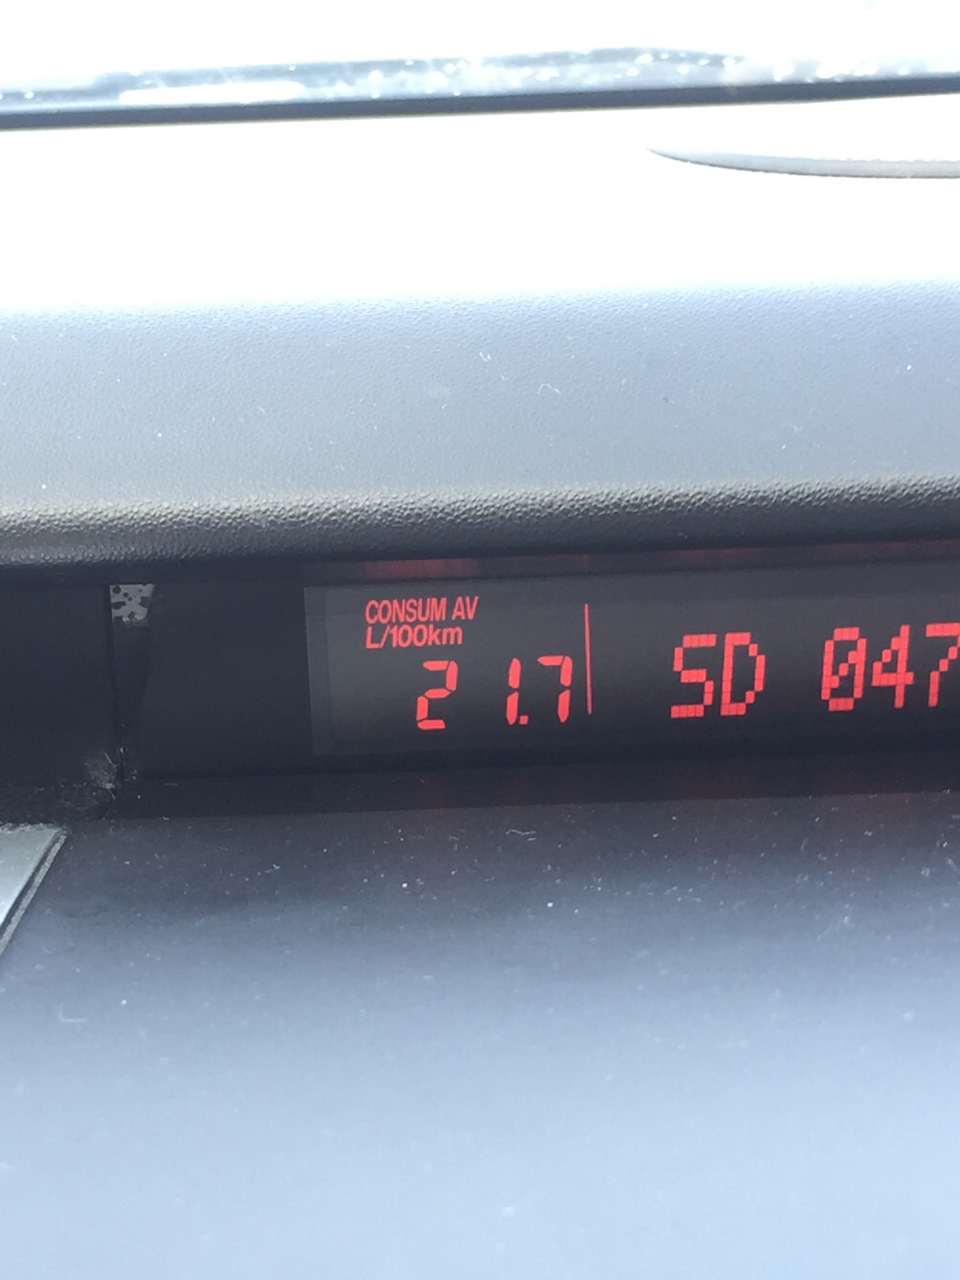 CONSUM AV
L/100km
21.7
SD 047